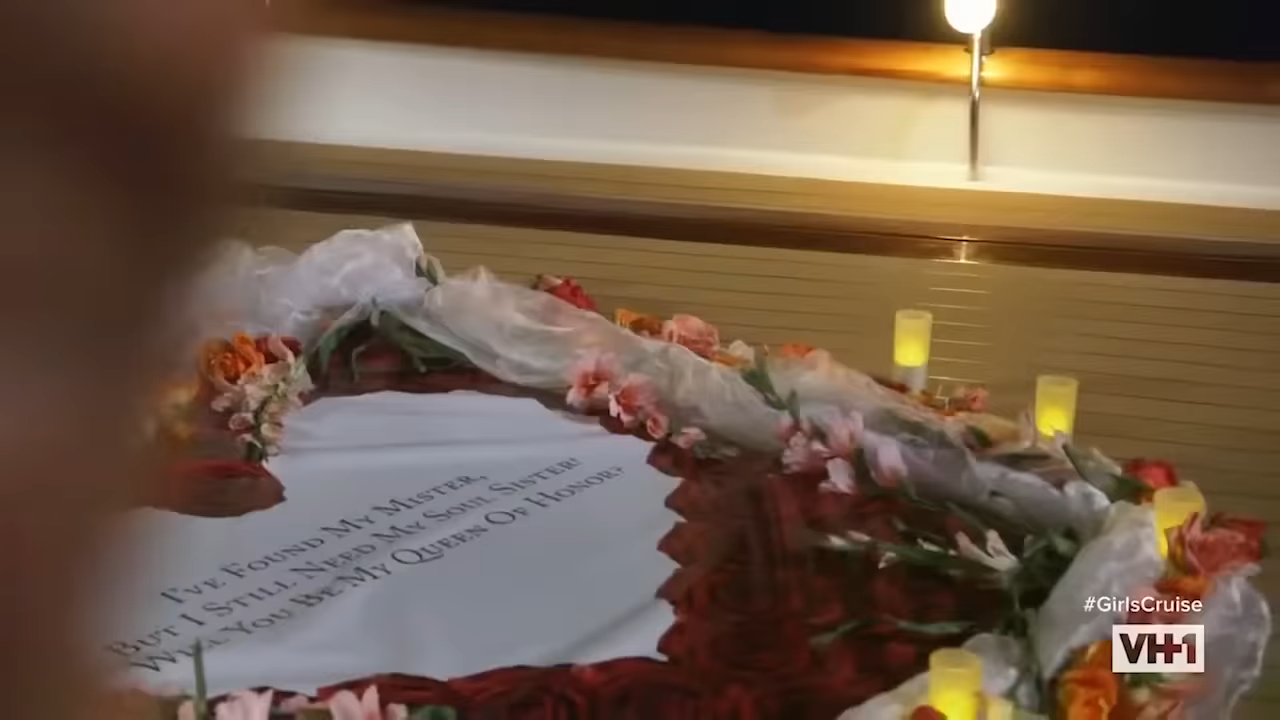 I've Found My Mister,
But I Still Need My Soul Sister!
Will You Be My Queen Of Honor?
#GirlsCruise
VH1